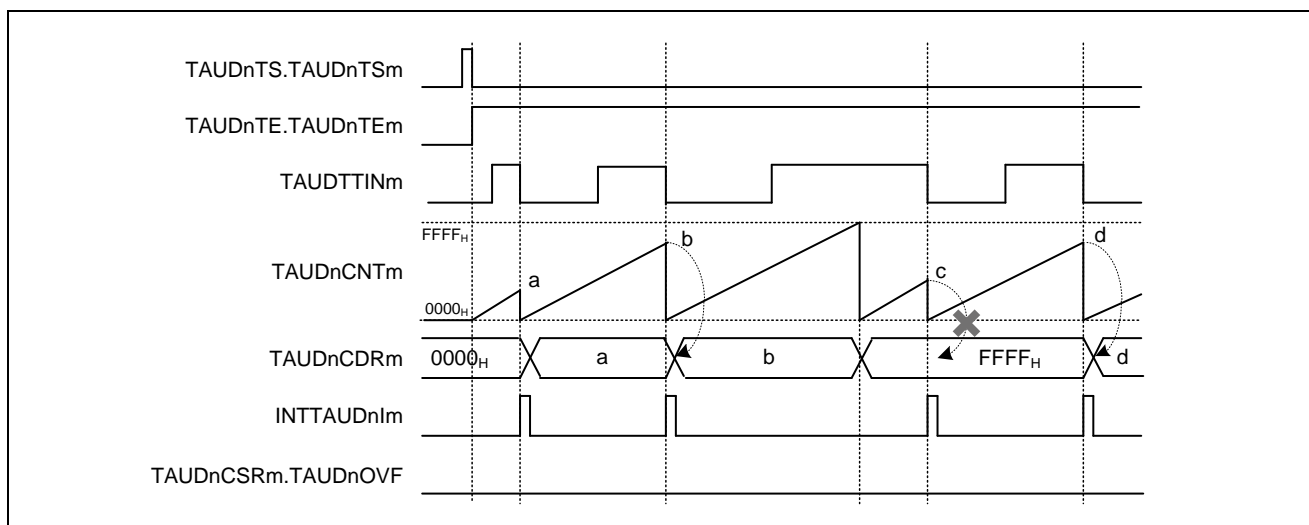 TAUDnTS.TAUDnTSm
TAUDnTE.TAUDnTEm
TAUDTTINm
FFFFH
TAUDnCNTm
0000H
a
b
c
d
TAUDnCDRm
0000H
a
b
FFFFH
d
INTTAUDnIm
TAUDnCSRm.TAUDnOVF